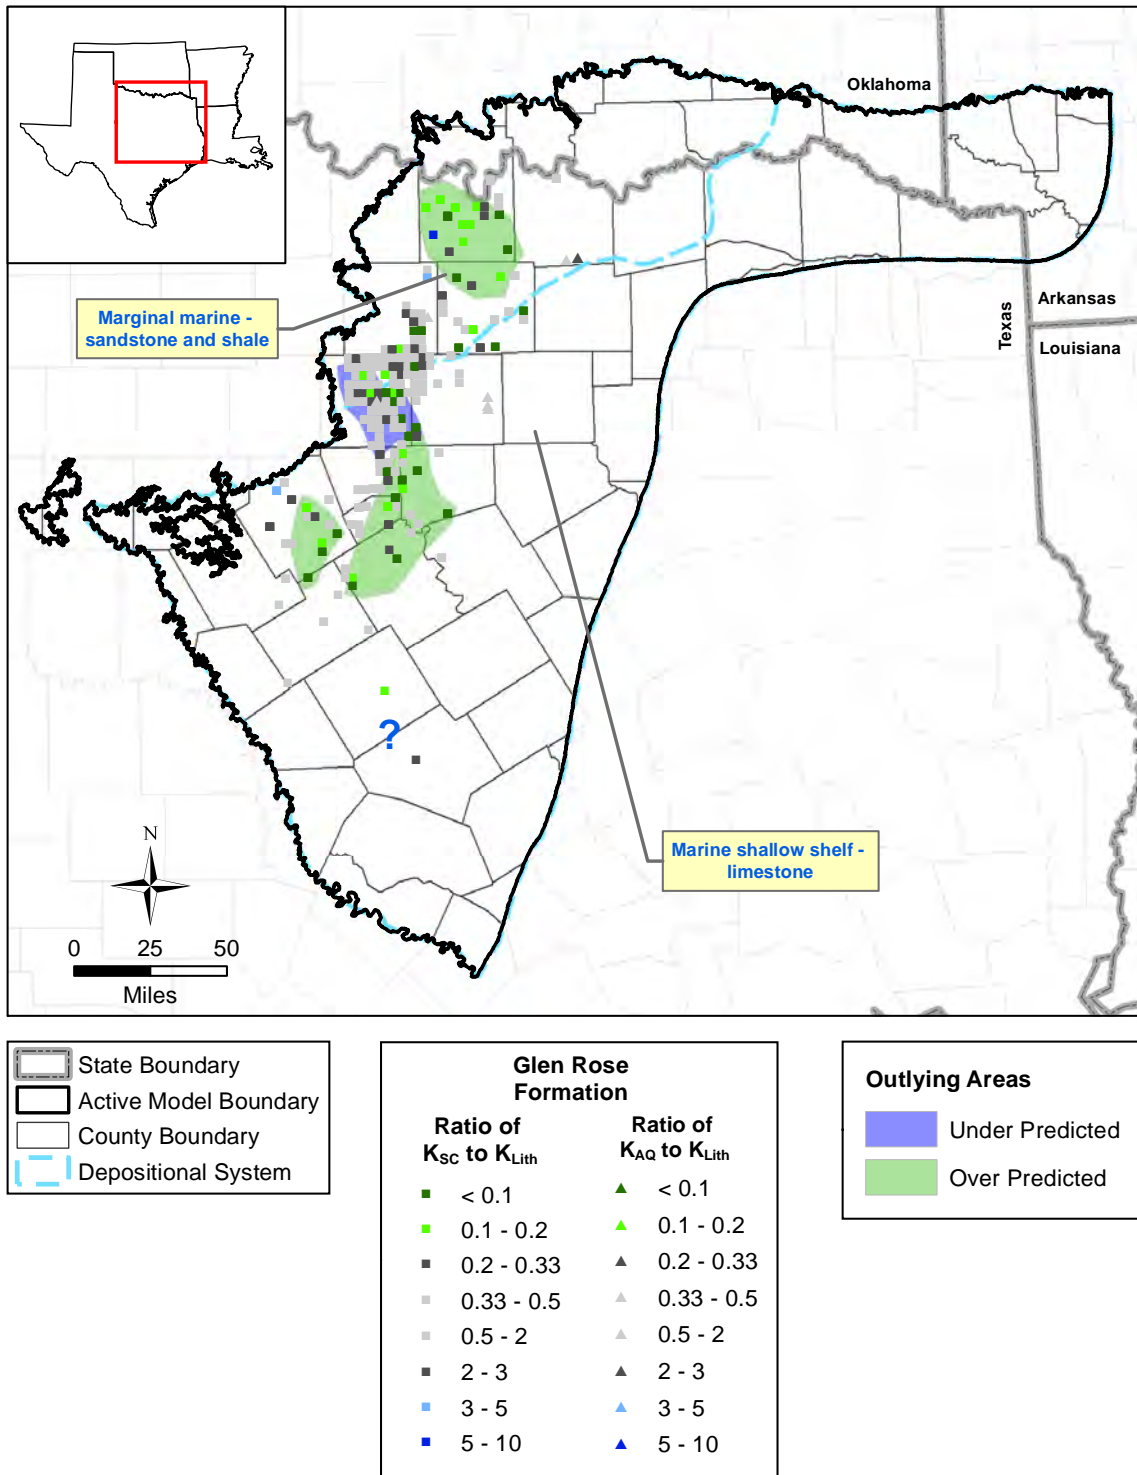 Oklahoma
Marginal marine -
sandstone and shale
Texas
Arkansas
Louisiana
?
Marine shallow shelf -
limestone
N
0 25 50
Miles
State Boundary
Active Model Boundary
County Boundary
Depositional System
Glen Rose
Formation
Ratio of
K_SC to K_Lith
< 0.1
0.1 - 0.2
0.2 - 0.33
0.33 - 0.5
0.5 - 2
2 - 3
3 - 5
5 - 10
Ratio of
K_AQ to K_Lith
< 0.1
0.1 - 0.2
0.2 - 0.33
0.33 - 0.5
0.5 - 2
2 - 3
3 - 5
5 - 10
Outlying Areas
Under Predicted
Over Predicted